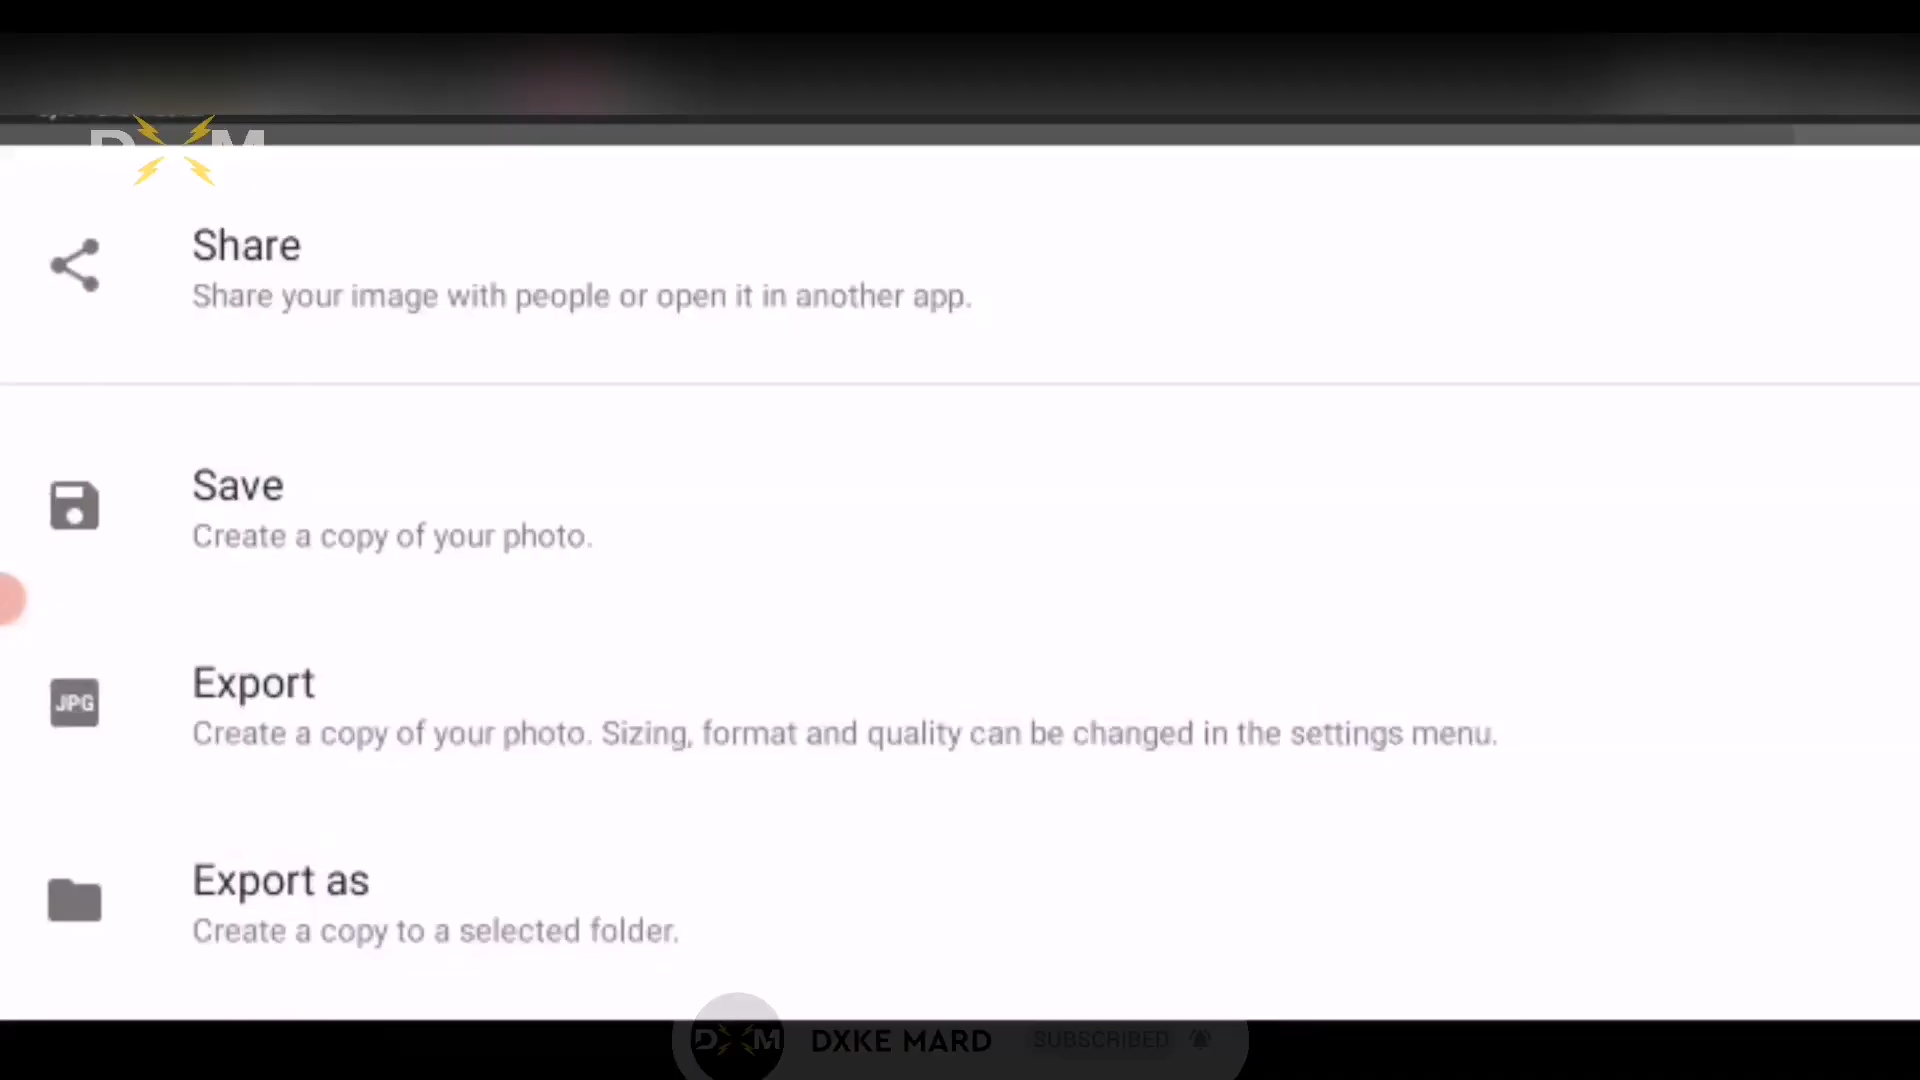 D M
Share
Share your image with people or open it in another app.
Save
Create a copy of your photo.
JPG
Export
Create a copy of your photo. Sizing, format and quality can be changed in the settings menu.
Export as
Create a copy to a selected folder.
D M DXKE MARD SUBSCRIBED